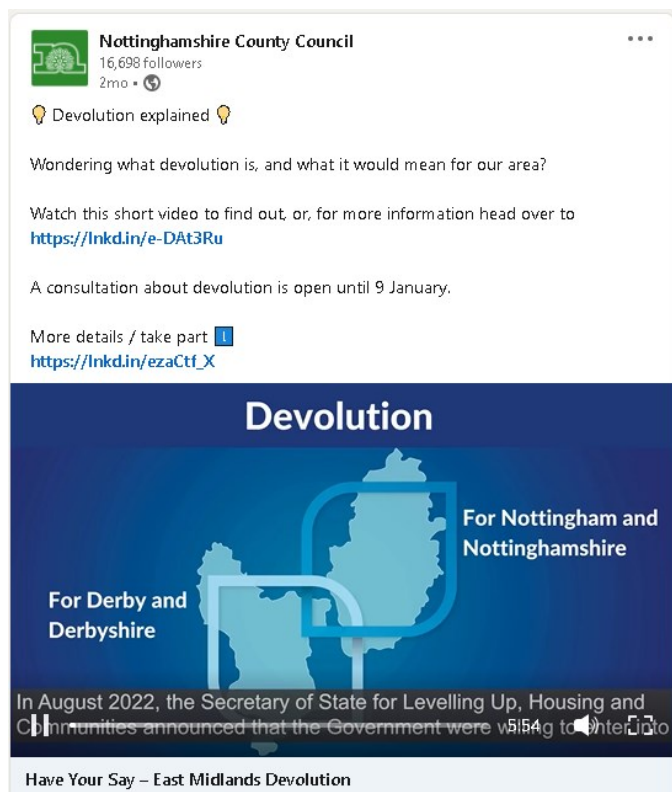 Nottinghamshire County Council
16,698 followers
2mo •
Devolution explained
Wondering what devolution is, and what it would mean for our area?
Watch this short video to find out, or, for more information head over to
https://lnkd.in/e-DAt3Ru
A consultation about devolution is open until 9 January.
More details / take part
https://lnkd.in/ezaCtf_X
Devolution
For Nottingham and
Nottinghamshire
For Derby and
Derbyshire
In August 2022, the Secretary of State for Levelling Up, Housing and
Communities announced that the Government were willing to enter into
5:54
Have Your Say – East Midlands Devolution